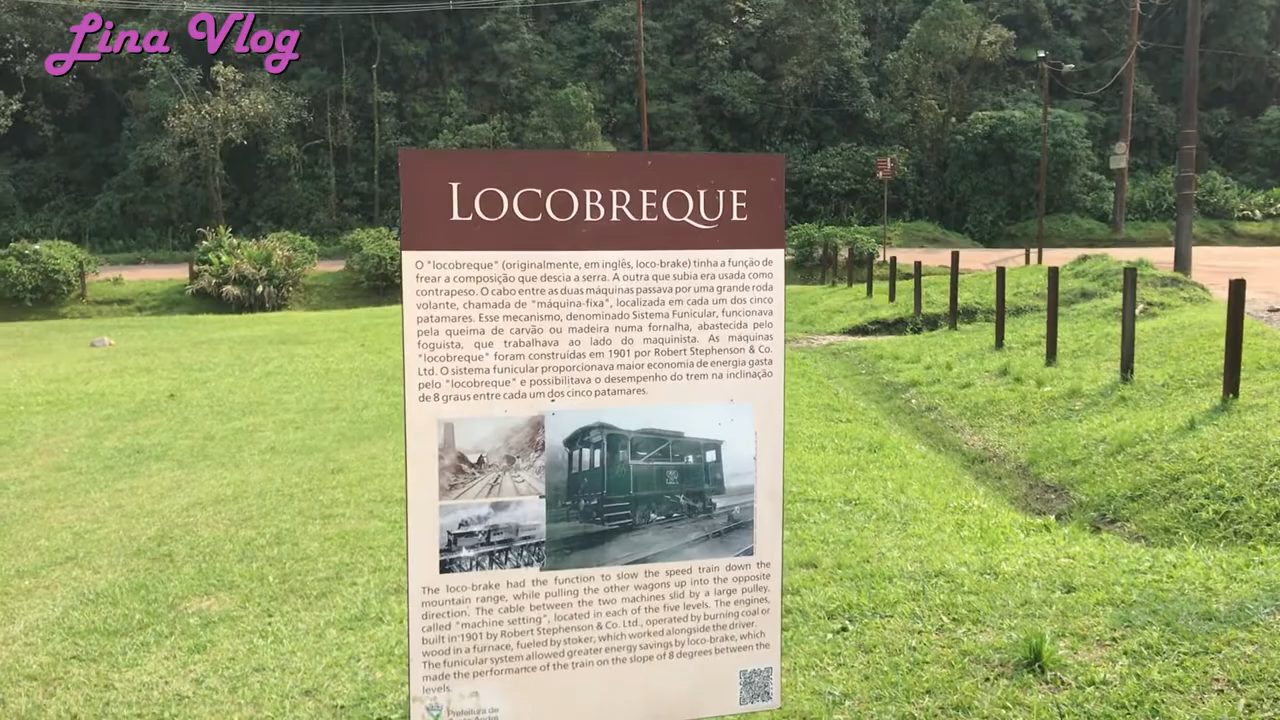 Lina Vlog
LOCOBREQUE
O "locobreque" (originalmente, em inglês, loco-brake) tinha a função de
frear a composição que descia a serra. A outra que subia era usada como
contrapeso. O cabo entre as duas máquinas passava por uma grande roda
volante, chamada de "máquina-fixa", localizada em cada um dos cinco
patamares. Esse mecanismo, denominado Sistema Funicular, funcionava
pela queima de carvão ou madeira numa fornalha, abastecida pelo
foguista, que trabalhava ao lado do maquinista. As máquinas
"locobreque" foram construídas em 1901 por Robert Stephenson & Co.
Ltd. O sistema funicular proporcionava maior economia de energia gasta
pelo "locobreque" e possibilitava o desempenho do trem na inclinação
de 8 graus entre cada um dos cinco patamares.
The loco-brake had the function to slow the speed train down the
mountain range, while pulling the other wagons up into the opposite
direction. The cable between the two machines slid by a large pulley,
called "machine setting", located in each of the five levels. The engines,
built in 1901 by Robert Stephenson & Co. Ltd., operated by burning coal or
wood in a furnace, fueled by stoker, which worked alongside the driver.
The funicular system allowed greater energy savings by loco-brake, which
made the performance of the train on the slope of 8 degrees between the
levels.
Prefeitura de